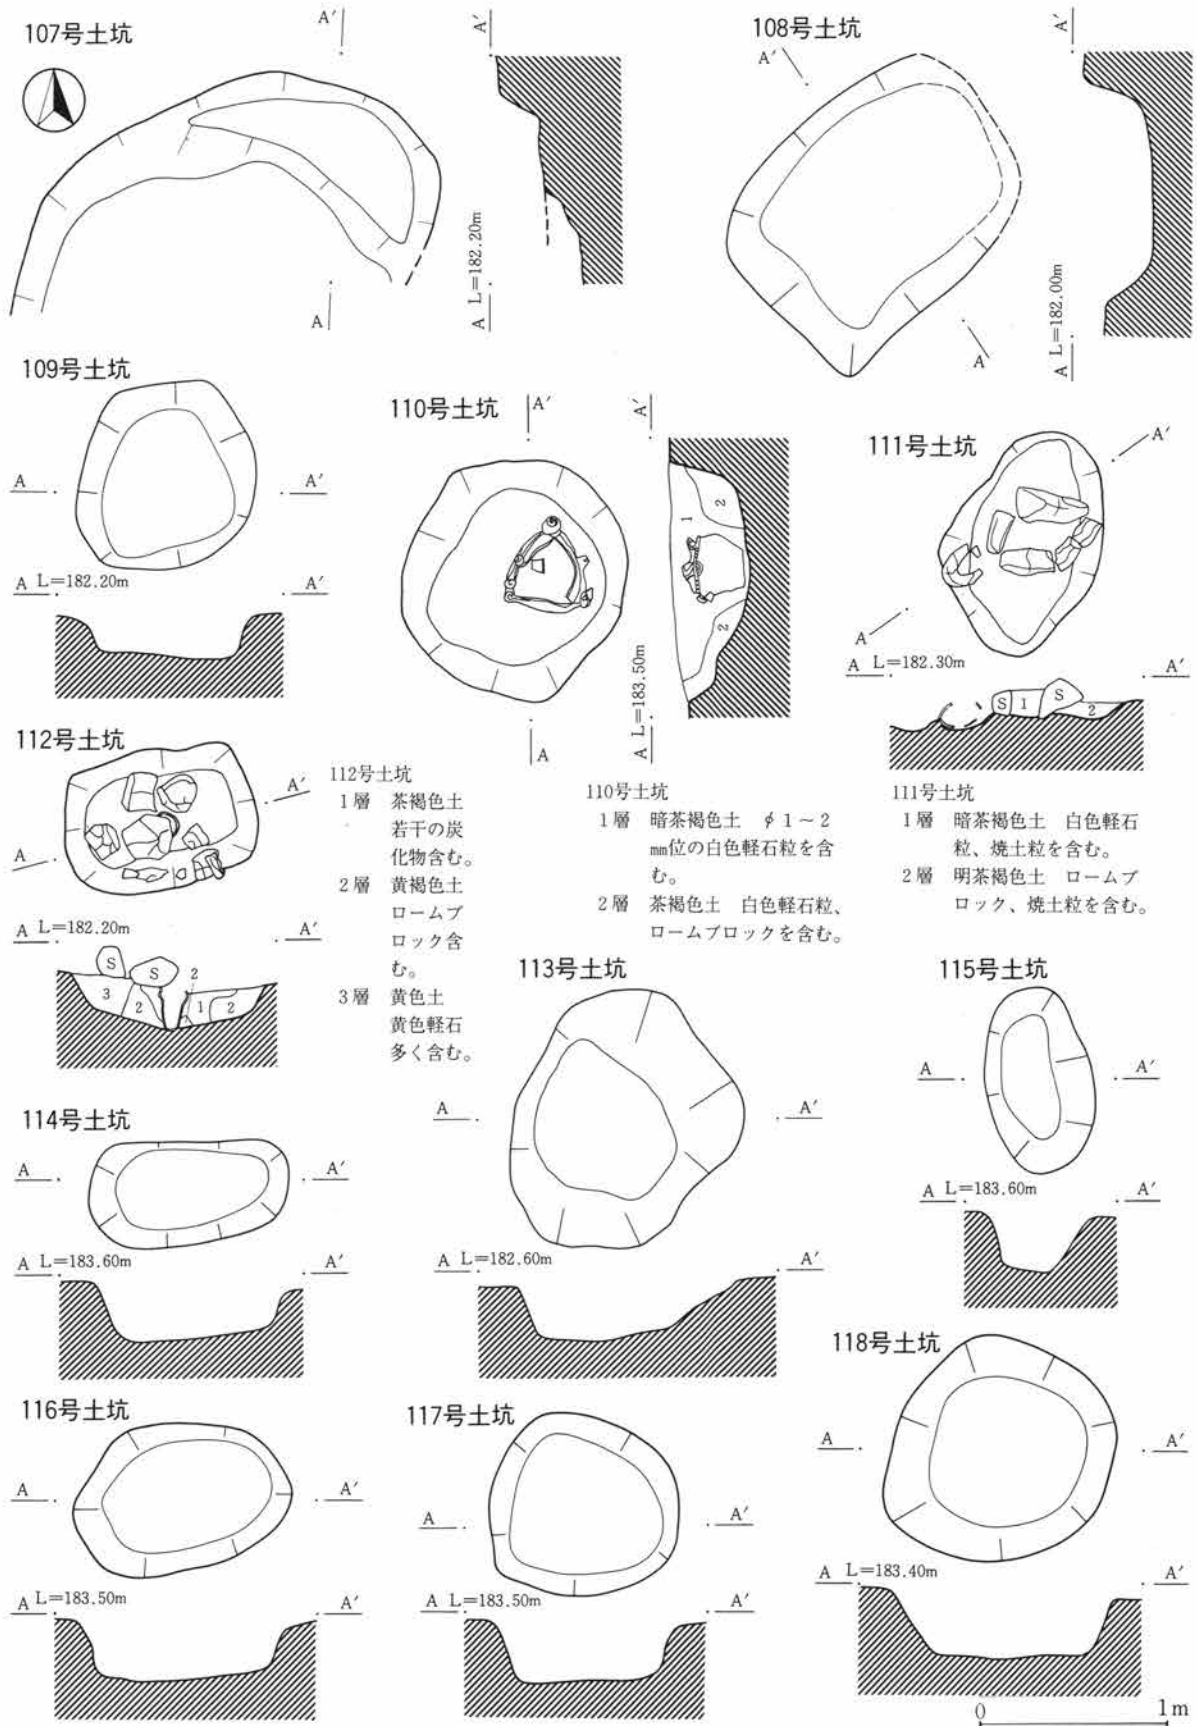 107号土坑
A′
A′
A
A L=182.20m
108号土坑
A′
A′
A
A L=182.00m
109号土坑
A
A′
A L=182.20m
A′
110号土坑
A′
A′
1
2
2
A
A L=183.50m
111号土坑
A′
A
A L=182.30m
A′
S
1
S
2
112号土坑
A′
A
A L=182.20m
A′
S
S
2
3
2
1
2
112号土坑
1層 茶褐色土
若干の炭
化物含む。
2層 黄褐色土
ロームブ
ロック含
む。
3層 黄色土
黄色軽石
多く含む。
110号土坑
1層 暗茶褐色土 φ1~2
㎜位の白色軽石粒を含
む。
2層 茶褐色土 白色軽石粒、
ロームブロックを含む。
111号土坑
1層 暗茶褐色土 白色軽石
粒、焼土粒を含む。
2層 明茶褐色土 ロームブ
ロック、焼土粒を含む。
113号土坑
A
A′
A L=182.60m
A′
115号土坑
A
A′
A L=183.60m
A′
114号土坑
A
A′
A L=183.60m
A′
116号土坑
A
A′
A L=183.50m
A′
117号土坑
A
A′
A L=183.50m
A′
118号土坑
A
A′
A L=183.40m
A′
0 1m